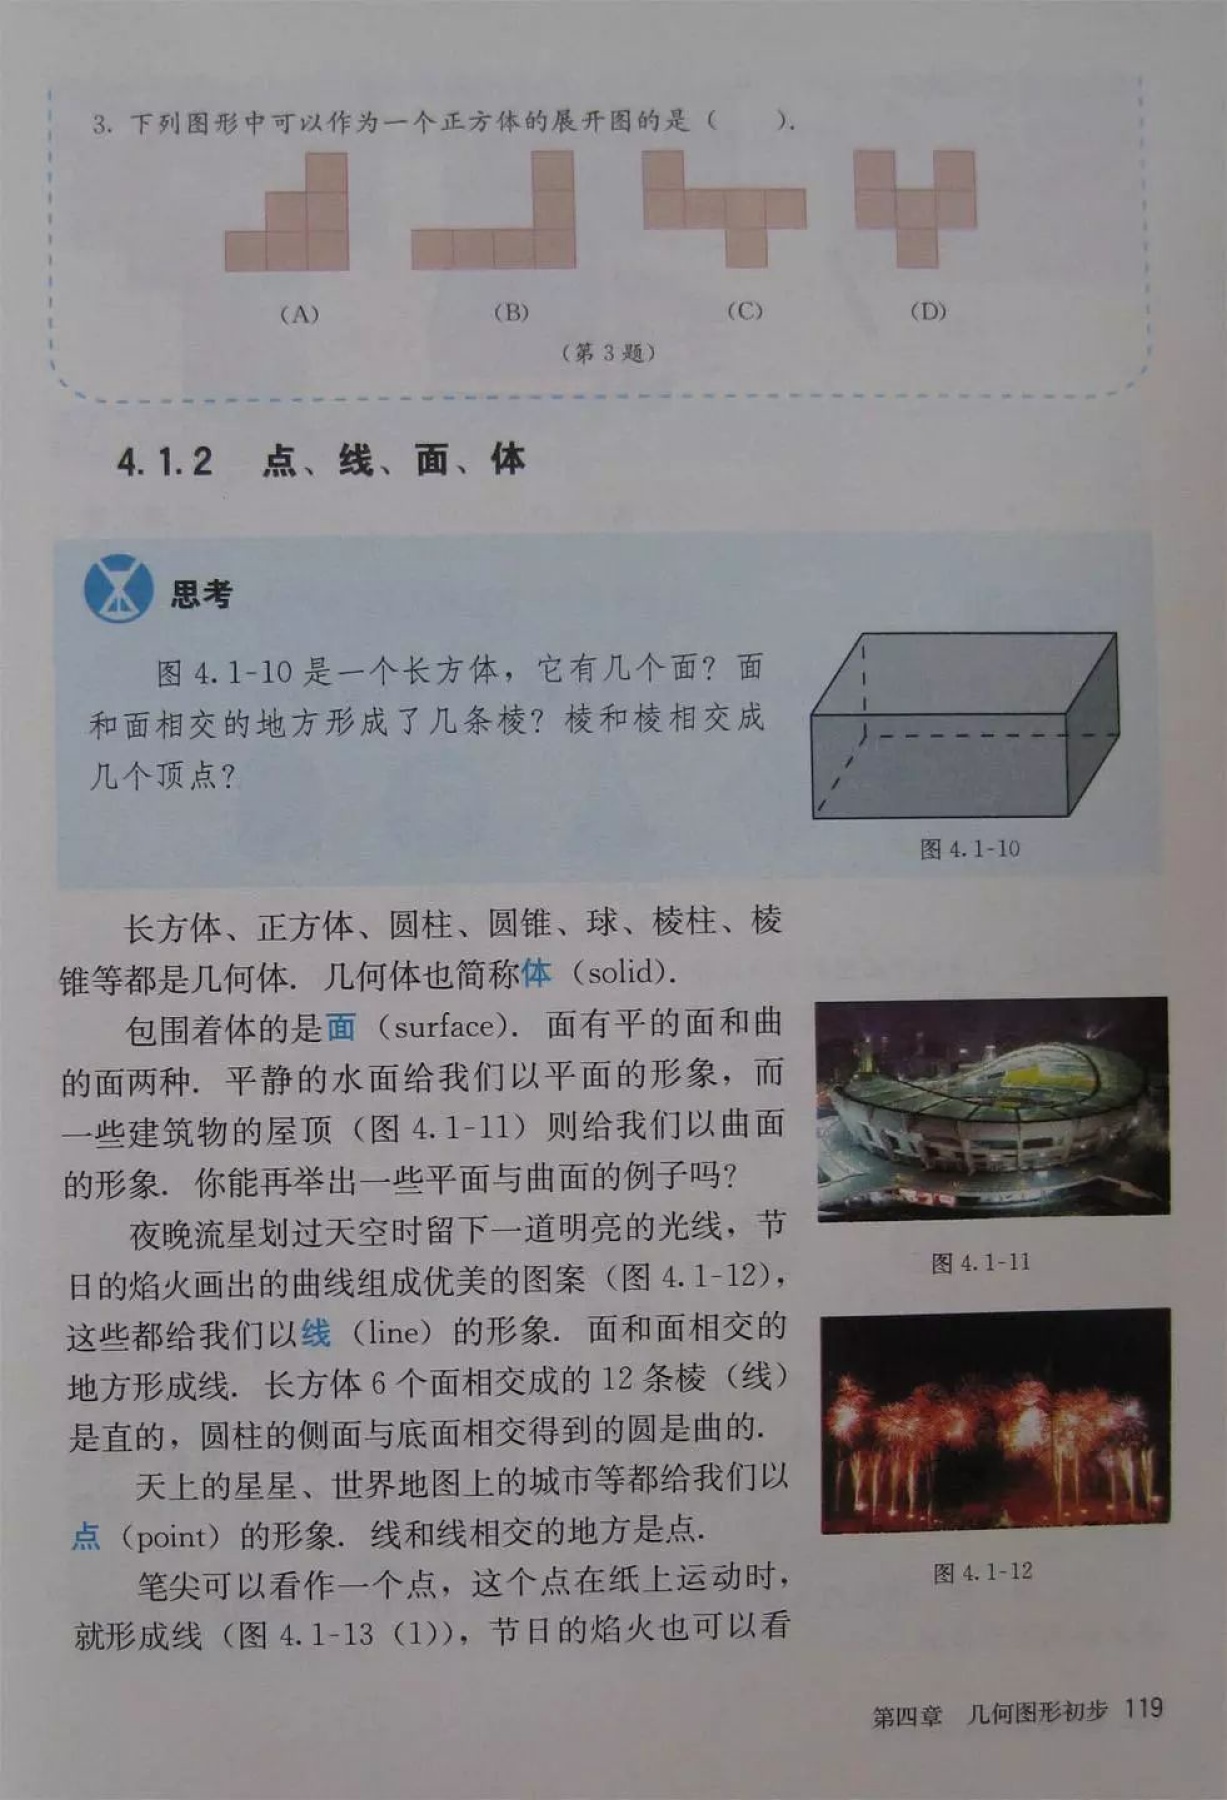 3. 下列图形中可以作为一个正方体的展开图的是（　　）.
(A)
(B)
(C)
(D)
（第 3 题）
4.1.2 点、线、面、体
思考
图 4.1-10 是一个长方体，它有几个面？面
和面相交的地方形成了几条棱？棱和棱相交成
几个顶点？
图 4.1-10
长方体、正方体、圆柱、圆锥、球、棱柱、棱
锥等都是几何体. 几何体也简称体（solid）.
包围着体的是面（surface）. 面有平的面和曲
的面两种. 平静的水面给我们以平面的形象，而
一些建筑物的屋顶（图 4.1-11）则给我们以曲面
的形象. 你能再举出一些平面与曲面的例子吗？
夜晚流星划过天空时留下一道明亮的光线，节
日的焰火画出的曲线组成优美的图案（图 4.1-12），
这些都给我们以线（line）的形象. 面和面相交的
地方形成线. 长方体 6 个面相交成的 12 条棱（线）
是直的，圆柱的侧面与底面相交得到的圆是曲的.
天上的星星、世界地图上的城市等都给我们以
点（point）的形象. 线和线相交的地方是点.
笔尖可以看作一个点，这个点在纸上运动时，
就形成线（图 4.1-13（1）），节日的焰火也可以看
图 4.1-11
图 4.1-12
第四章 几何图形初步 119